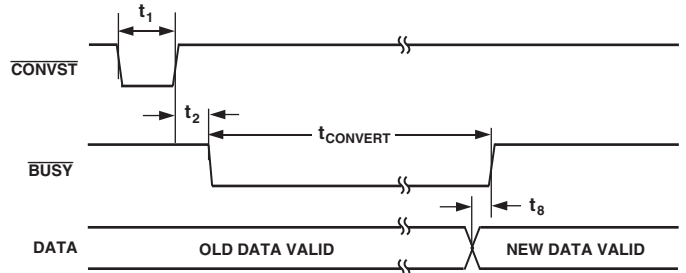 t1
CONVST
t2
tCONVERT
BUSY
t8
DATA
OLD DATA VALID
NEW DATA VALID